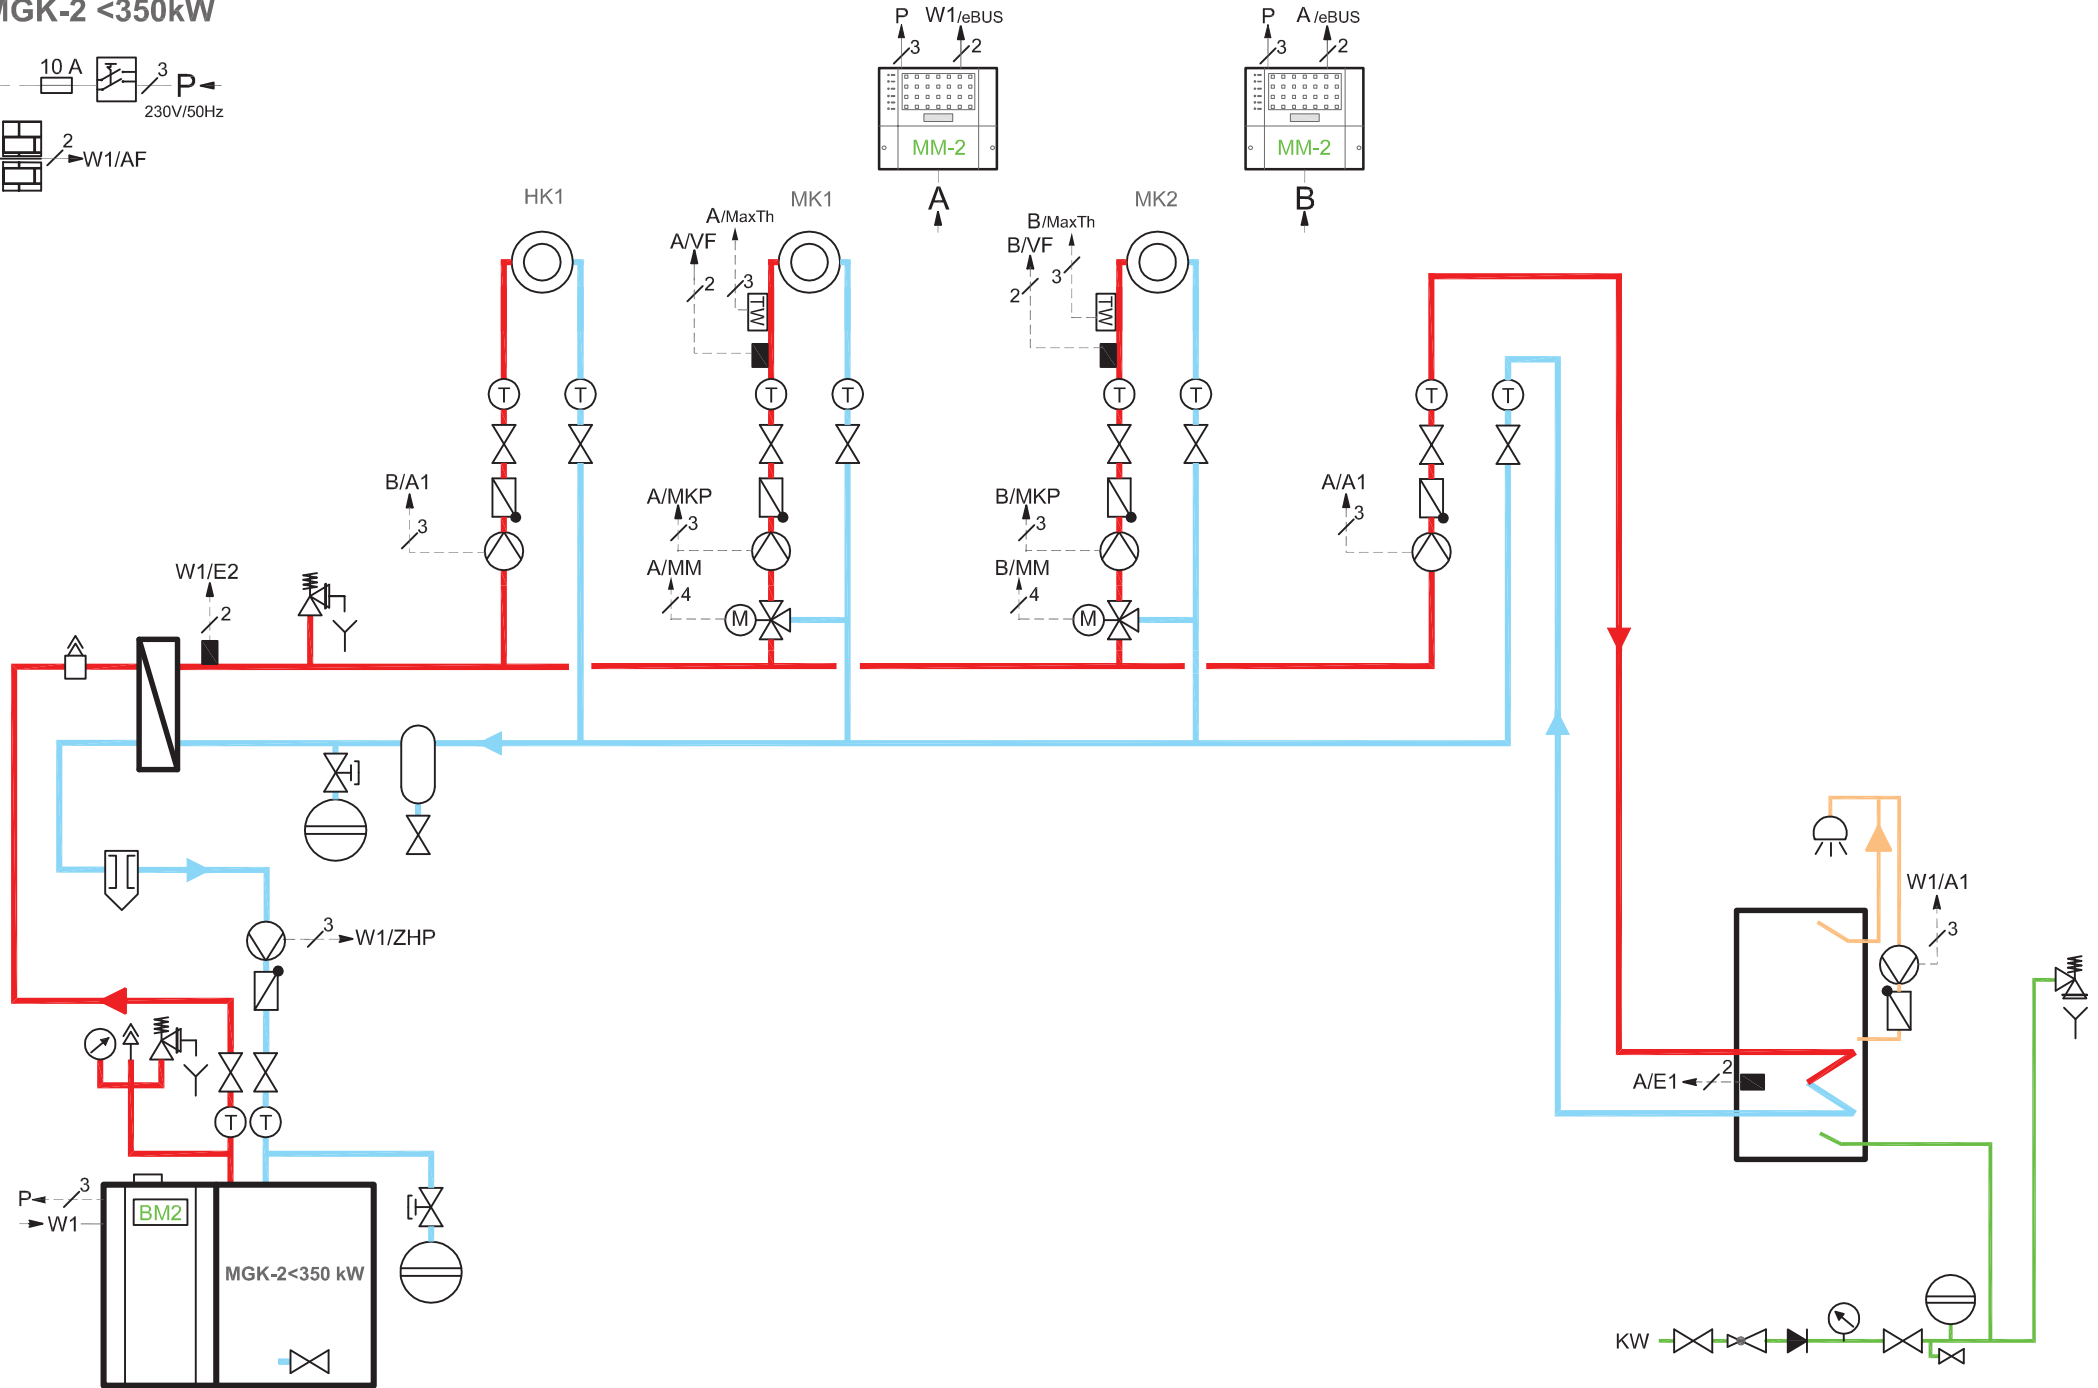 MGK-2 <350kW
10 A
3
P
230V/50Hz
2
W1/AF
P
W1/eBUS
3
2
MM-2
A
P
A/eBUS
3
2
MM-2
B
HK1
MK1
MK2
A/MaxTh
A/VF
2
3
TW
B/MaxTh
B/VF
3
2
TW
T
T
T
T
T
T
T
T
B/A1
3
A/MKP
3
B/MKP
3
A/A1
3
A/MM
4
M
B/MM
4
M
W1/E2
2
3
W1/ZHP
W1/A1
3
A/E1
2
T
T
P
3
W1
BM2
MGK-2<350 kW
KW